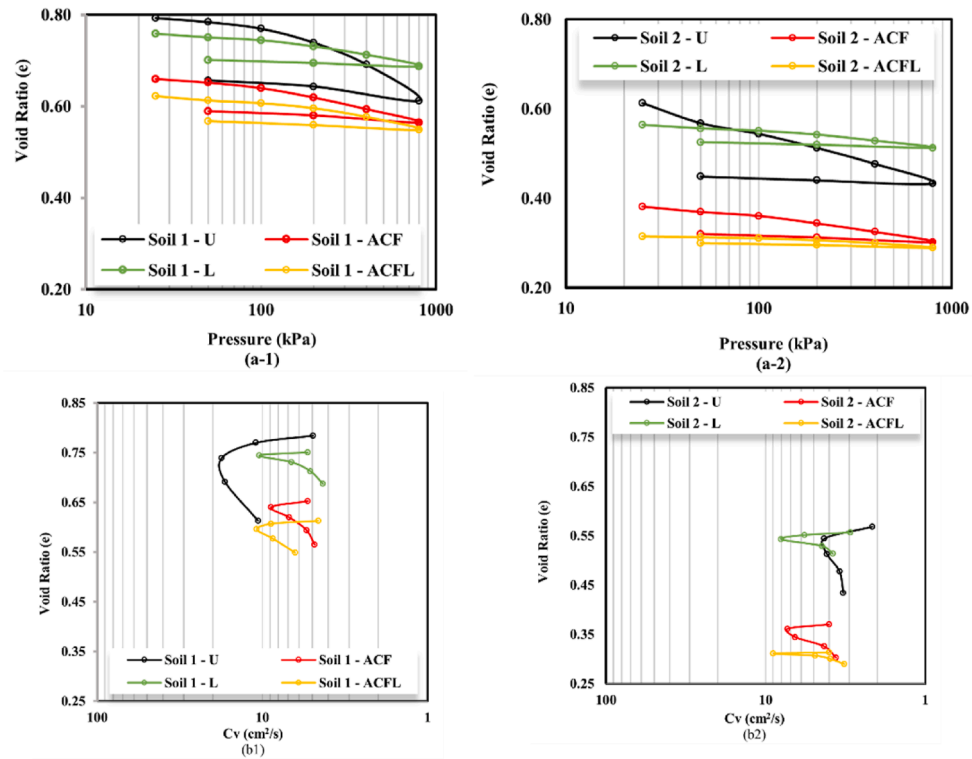 0.80
0.60
0.40
0.20
Void Ratio (e)
Soil 1 - U
Soil 1 - ACF
Soil 1 - L
Soil 1 - ACFL
10
100
1000
Pressure (kPa)
(a-1)
0.80
0.60
0.40
0.20
Void Ratio (e)
Soil 2 - U
Soil 2 - ACF
Soil 2 - L
Soil 2 - ACFL
10
100
1000
Pressure (kPa)
(a-2)
0.85
0.75
0.65
0.55
0.45
0.35
0.25
Void Ratio (e)
Soil 1 - U
Soil 1 - ACF
Soil 1 - L
Soil 1 - ACFL
100
10
1
Cv (cm²/s)
(b1)
0.85
0.75
0.65
0.55
0.45
0.35
0.25
Void Ratio (e)
Soil 2 - U
Soil 2 - ACF
Soil 2 - L
Soil 2 - ACFL
100
10
1
Cv (cm²/s)
(b2)